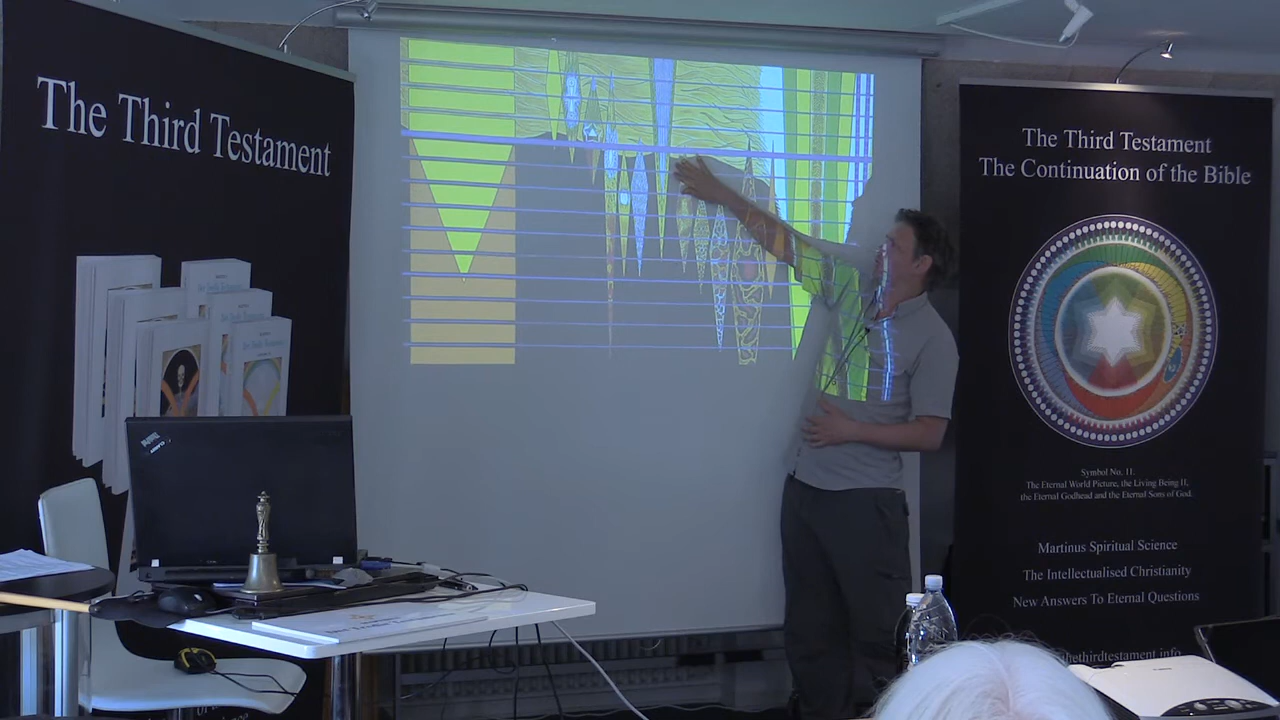 The Third Testament
The Third Testament
The Continuation of the Bible
Symbol No. 11.
The Eternal World Picture, the Living Being II,
the Eternal Godhead and the Eternal Sons of God.
Martinus Spiritual Science
The Intellectualised Christianity
New Answers To Eternal Questions